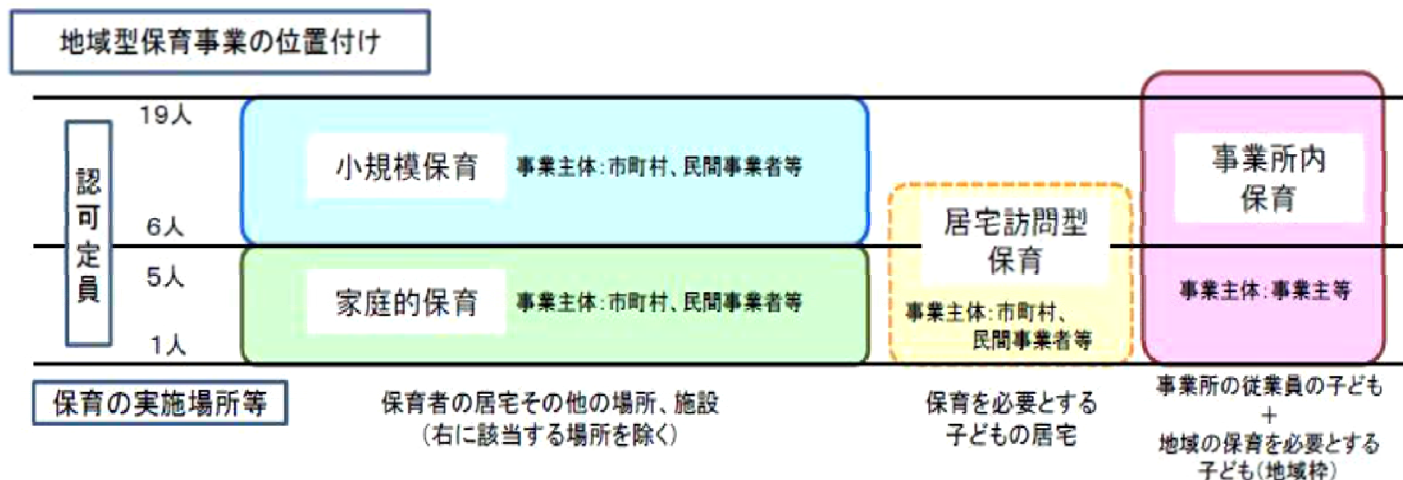 地域型保育事業の位置付け
認可定員
19人
6人
5人
1人
小規模保育
事業主体：市町村、民間事業者等
家庭的保育
事業主体：市町村、民間事業者等
居宅訪問型
保育
事業主体：市町村、
民間事業者等
事業所内
保育
事業主体：事業主等
保育の実施場所等
保育者の居宅その他の場所、施設
（右に該当する場所を除く）
保育を必要とする
子どもの居宅
事業所の従業員の子ども
＋
地域の保育を必要とする
子ども（地域枠）